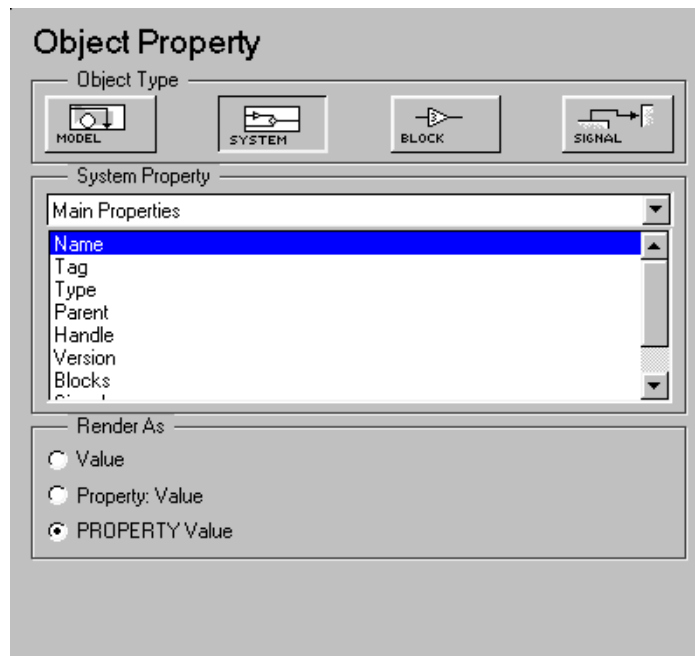 Object Property
Object Type
MODEL
SYSTEM
BLOCK
SIGNAL
System Property
Main Properties
Name
Tag
Type
Parent
Handle
Version
Blocks
Render As
Value
Property: Value
PROPERTY Value